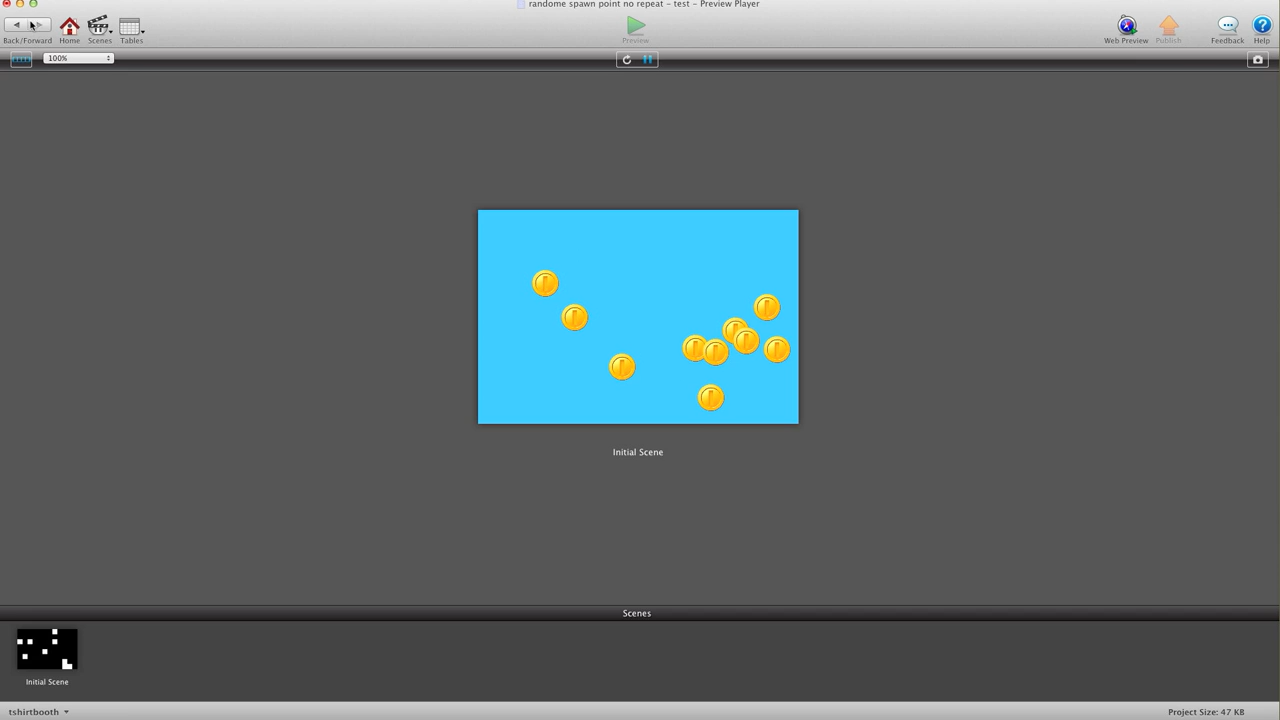 randome spawn point no repeat - test - Preview Player
Back/Forward
Home
Scenes
Tables
Preview
Web Preview
Publish
Feedback
Help
100%
Initial Scene
Scenes
Initial Scene
tshirtbooth
Project Size: 47 KB